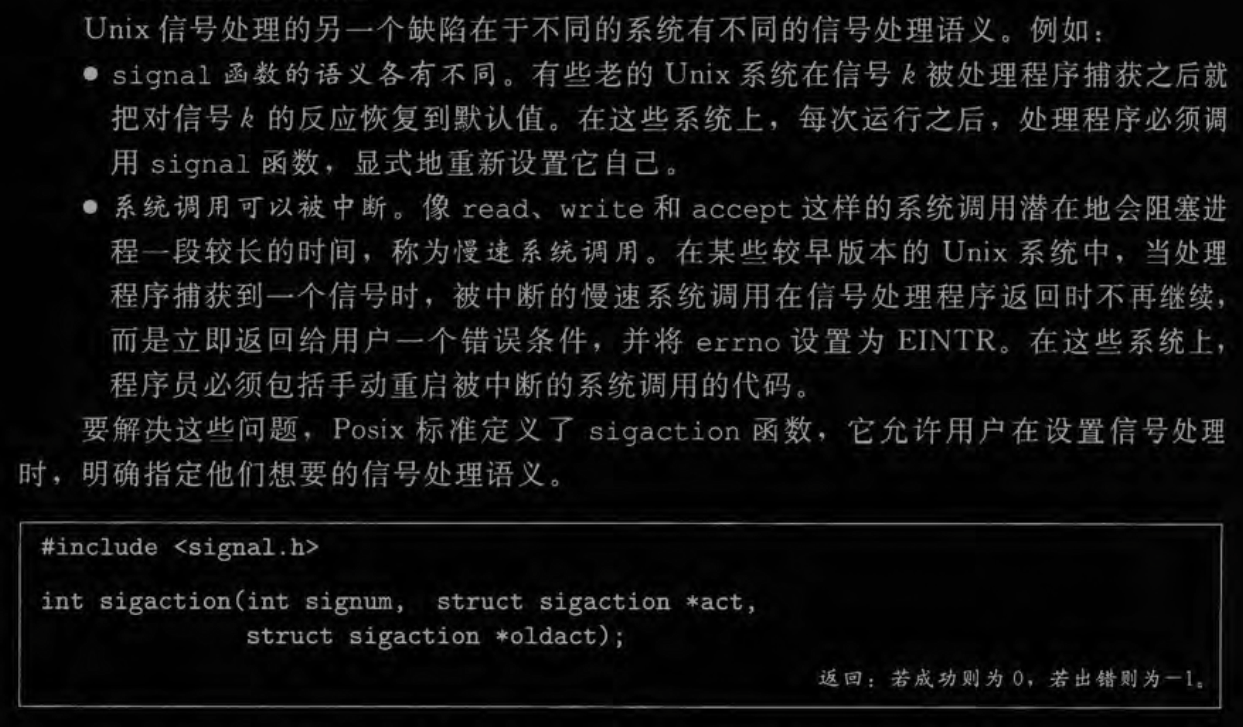 Unix 信号处理的另一个缺陷在于不同的系统有不同的信号处理语义。例如：
● signal 函数的语义各有不同。有些老的 Unix 系统在信号 k 被处理程序捕获之后就
把对信号 k 的反应恢复到默认值。在这些系统上，每次运行之后，处理程序必须调
用 signal 函数，显式地重新设置它自己。
● 系统调用可以被中断。像 read、write 和 accept 这样的系统调用潜在地会阻塞进
程一段较长的时间，称为慢速系统调用。在某些较早版本的 Unix 系统中，当处理
程序捕获到一个信号时，被中断的慢速系统调用在信号处理程序返回时不再继续，
而是立即返回给用户一个错误条件，并将 errno 设置为 EINTR。在这些系统上，
程序员必须包括手动重启被中断的系统调用的代码。
要解决这些问题，Posix 标准定义了 sigaction 函数，它允许用户在设置信号处理
时，明确指定他们想要的信号处理语义。
#include <signal.h>
int sigaction(int signum, struct sigaction *act,
struct sigaction *oldact);
返回：若成功则为 0，若出错则为-1。